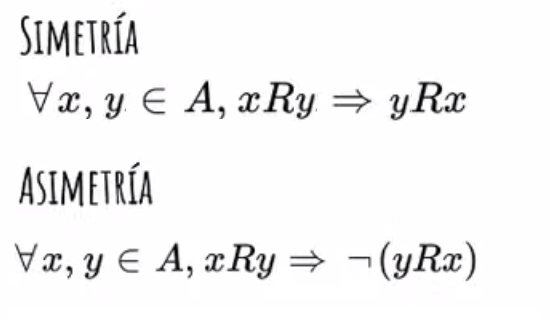 SIMETRÍA
∀x, y ∈ A, xRy ⇒ yRx
ASIMETRÍA
∀x, y ∈ A, xRy ⇒ ¬(yRx)